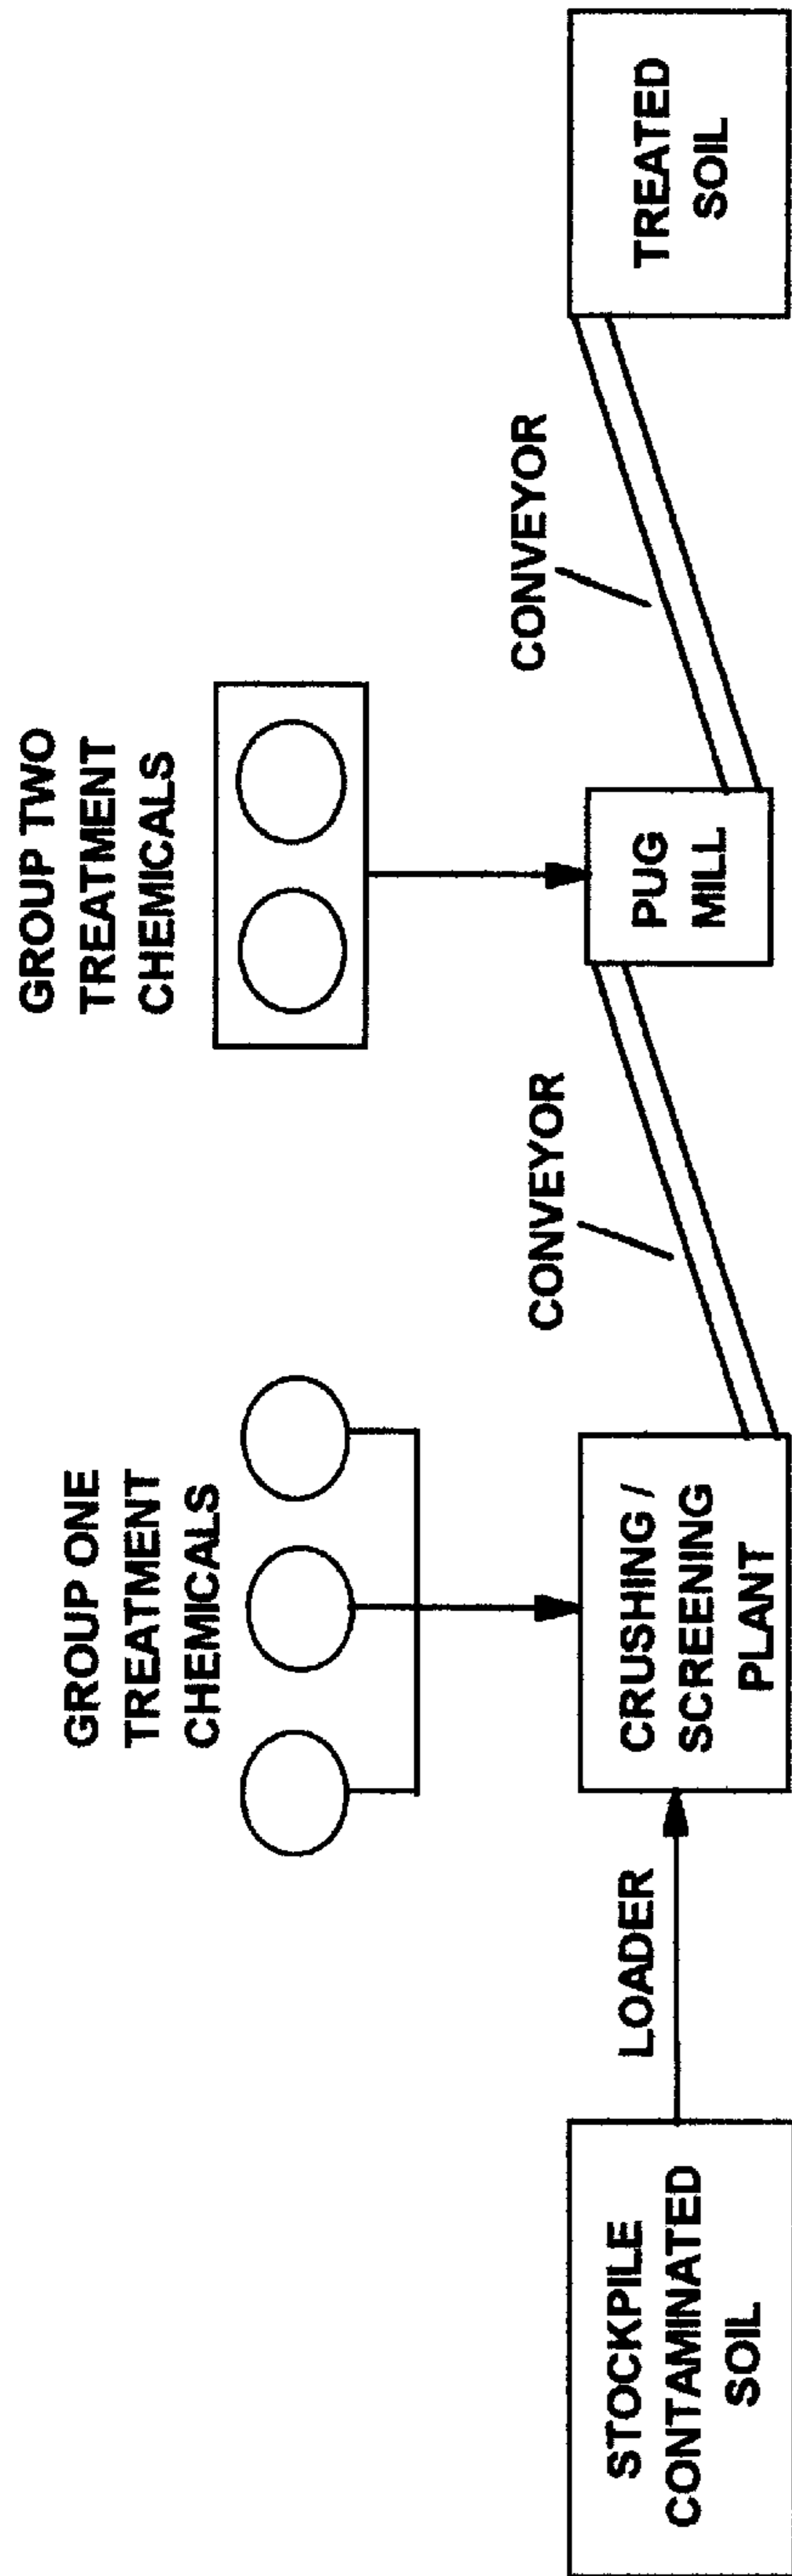 GROUP ONE
TREATMENT
CHEMICALS
GROUP TWO
TREATMENT
CHEMICALS
STOCKPILE
CONTAMINATED
SOIL
LOADER
CRUSHING /
SCREENING
PLANT
CONVEYOR
PUG
MILL
CONVEYOR
TREATED
SOIL